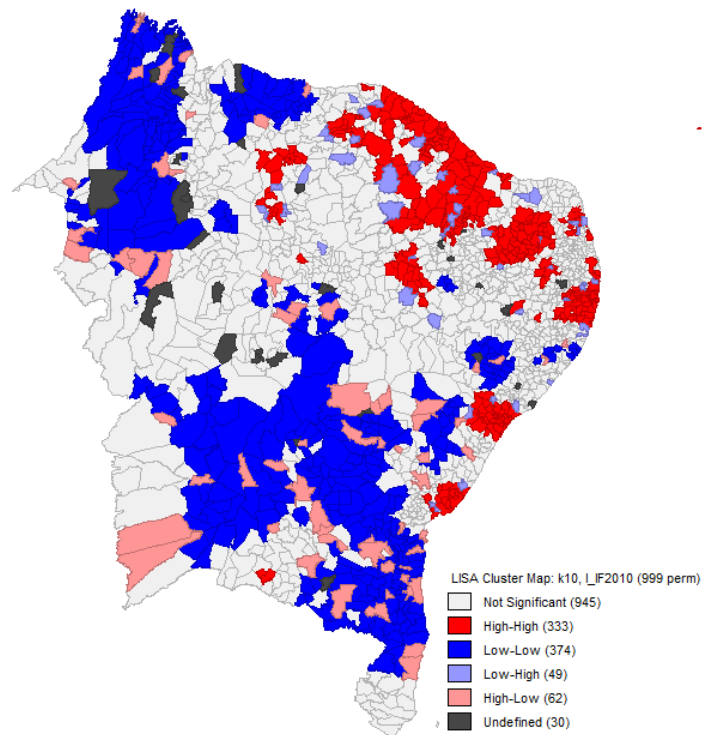 LISA Cluster Map: k10, I_IF2010 (999 perm)
Not Significant (945)
High-High (333)
Low-Low (374)
Low-High (49)
High-Low (62)
Undefined (30)